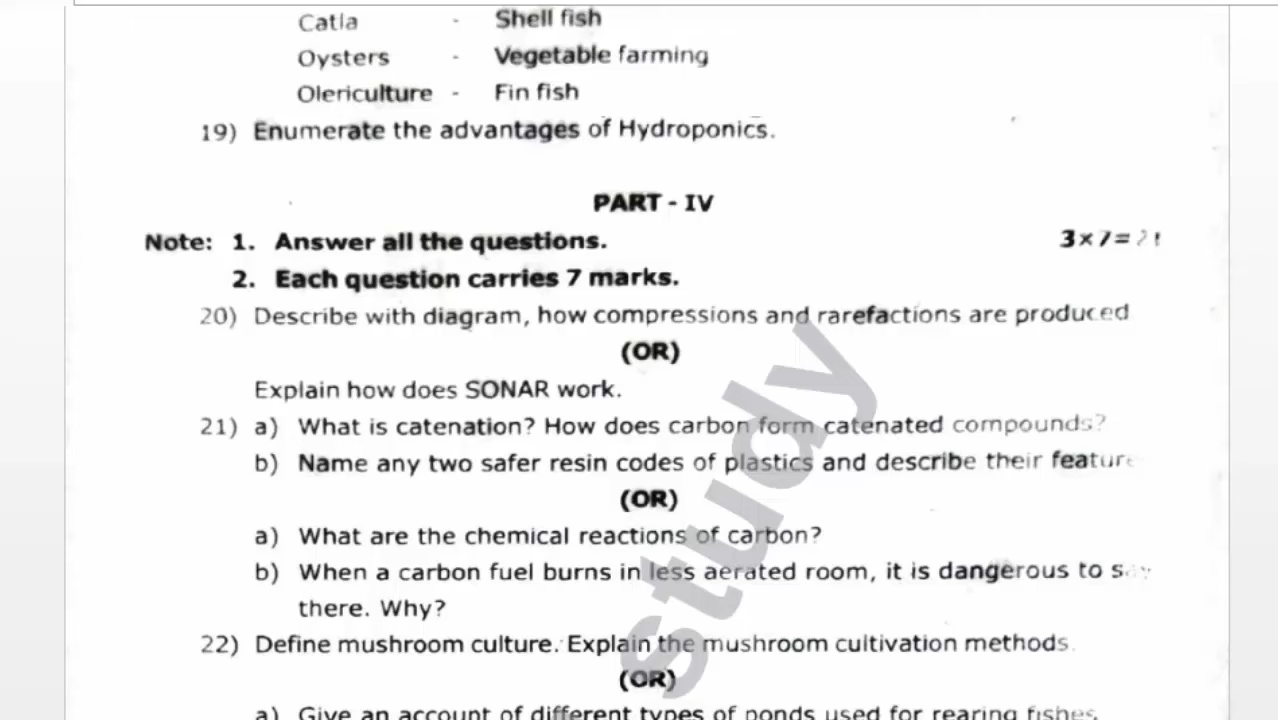 Catla - Shell fish
Oysters - Vegetable farming
Olericulture - Fin fish
19) Enumerate the advantages of Hydroponics.
PART - IV
Note: 1. Answer all the questions. 3 x 7 = 21
2. Each question carries 7 marks.
20) Describe with diagram, how compressions and rarefactions are produced
(OR)
Explain how does SONAR work.
21) a) What is catenation? How does carbon form catenated compounds?
b) Name any two safer resin codes of plastics and describe their feature
(OR)
a) What are the chemical reactions of carbon?
b) When a carbon fuel burns in less aerated room, it is dangerous to
there. Why?
22) Define mushroom culture. Explain the mushroom cultivation methods.
(OR)
a) Give an account of different types of ponds used for rearing fishes.
study